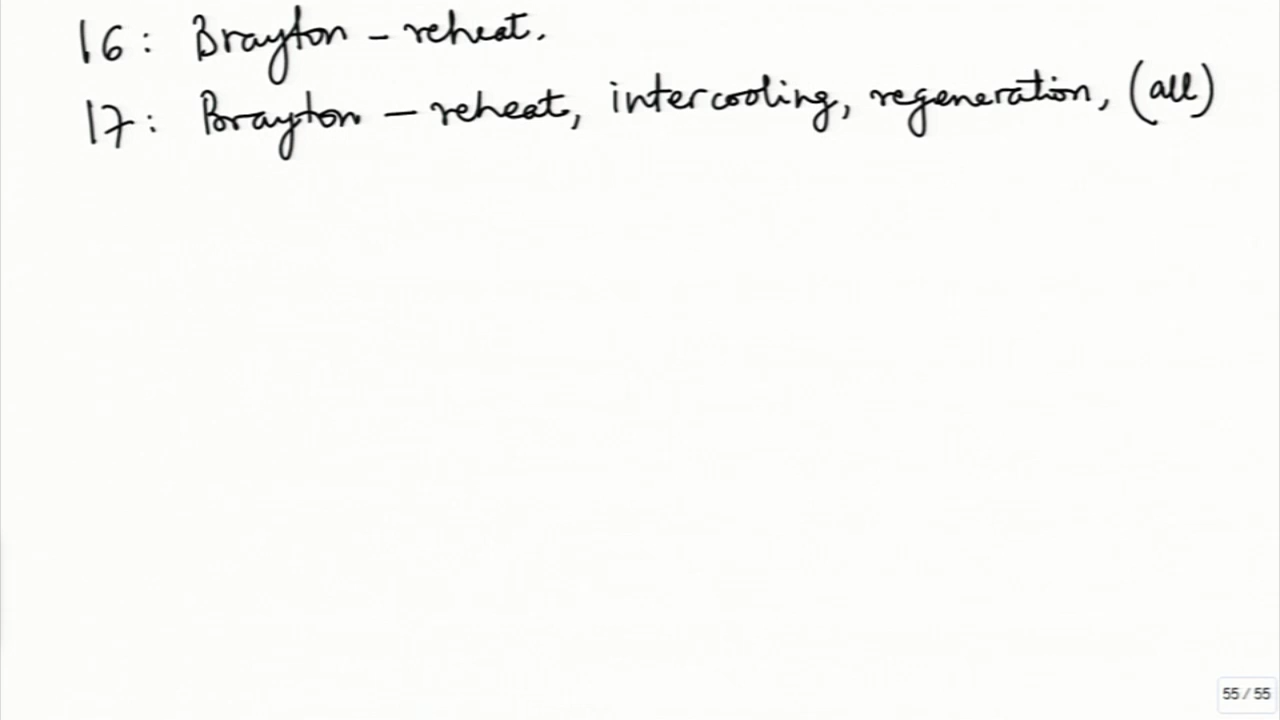 16: Brayton - reheat.
17: Brayton - reheat, intercooling, regeneration, (all)
55 / 55